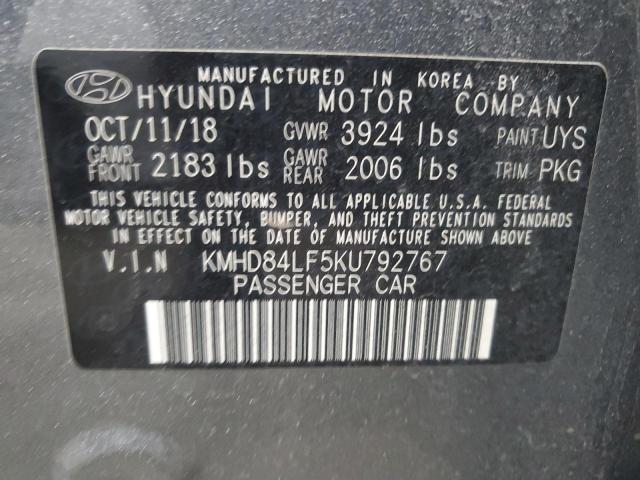 MANUFACTURED IN KOREA BY
HYUNDAI MOTOR COMPANY
OCT/11/18 GVWR 3924 lbs PAINT UYS
GAWR FRONT 2183 lbs GAWR REAR 2006 lbs TRIM PKG
THIS VEHICLE CONFORMS TO ALL APPLICABLE U.S.A. FEDERAL
MOTOR VEHICLE SAFETY, BUMPER, AND THEFT PREVENTION STANDARDS
IN EFFECT ON THE DATE OF MANUFACTURE SHOWN ABOVE.
V.I.N KMHD84LF5KU792767
PASSENGER CAR